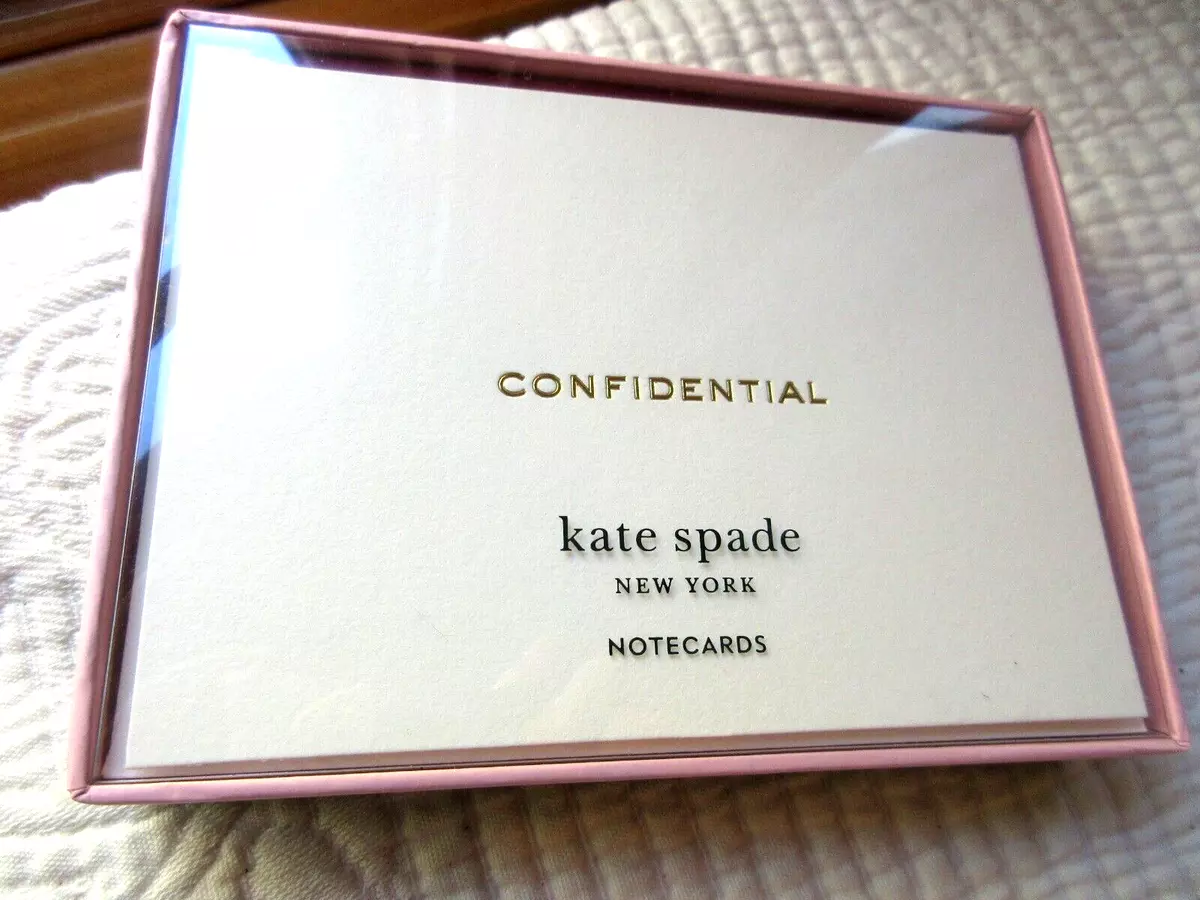 CONFIDENTIAL
kate spade
NEW YORK
NOTECARDS